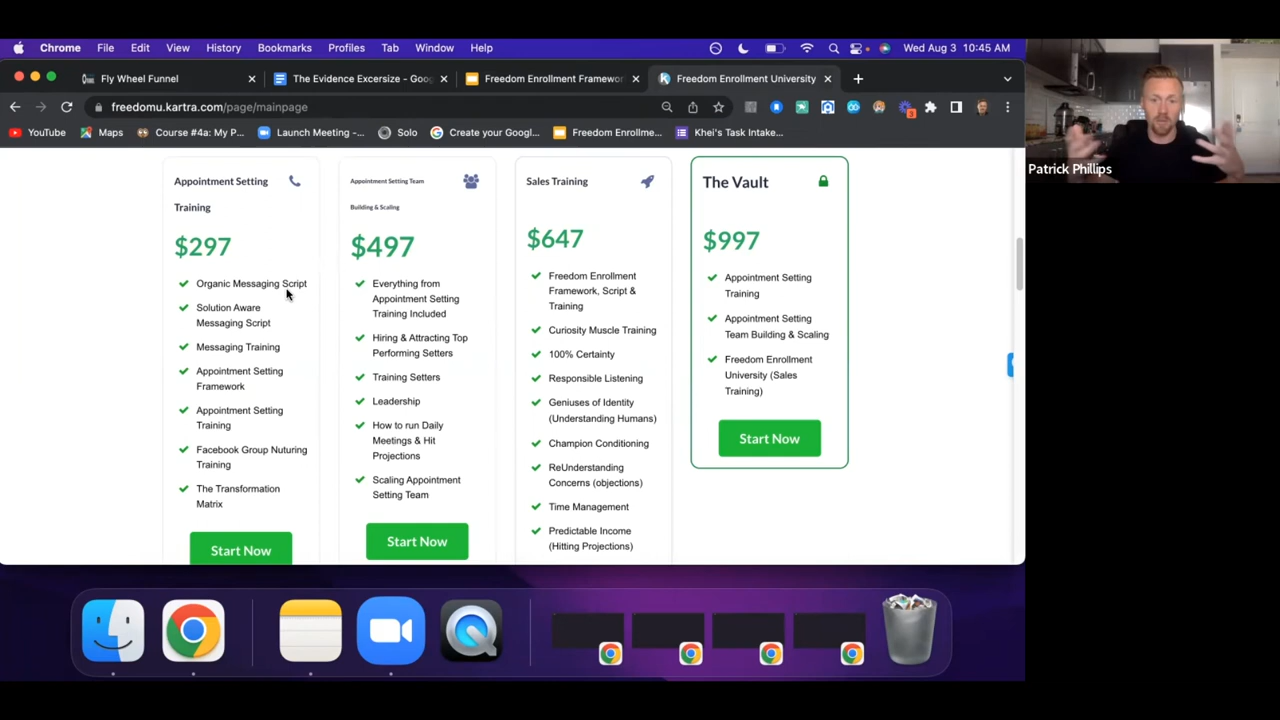 Chrome File Edit View History Bookmarks Profiles Tab Window Help Wed Aug 3 10:45 AM
Fly Wheel Funnel
The Evidence Excersize - Goo
Freedom Enrollment Framewor
Freedom Enrollment University
freedomu.kartra.com/page/mainpage
3
YouTube
Maps
Course #4a: My P...
Launch Meeting -...
Solo
Create your Googl...
Freedom Enrollme...
Khei's Task Intake...
Patrick Phillips
Appointment Setting
Training
$297
Organic Messaging Script
Solution Aware
Messaging Script
Messaging Training
Appointment Setting
Framework
Appointment Setting
Training
Facebook Group Nuturing
Training
The Transformation
Matrix
Start Now
Appointment Setting Team
Building & Scaling
$497
Everything from
Appointment Setting
Training Included
Hiring & Attracting Top
Performing Setters
Training Setters
Leadership
How to run Daily
Meetings & Hit
Projections
Scaling Appointment
Setting Team
Start Now
Sales Training
$647
Freedom Enrollment
Framework, Script &
Training
Curiosity Muscle Training
100% Certainty
Responsible Listening
Geniuses of Identity
(Understanding Humans)
Champion Conditioning
ReUnderstanding
Concerns (objections)
Time Management
Predictable Income
(Hitting Projections)
The Vault
$997
Appointment Setting
Training
Appointment Setting
Team Building & Scaling
Freedom Enrollment
University (Sales
Training)
Start Now